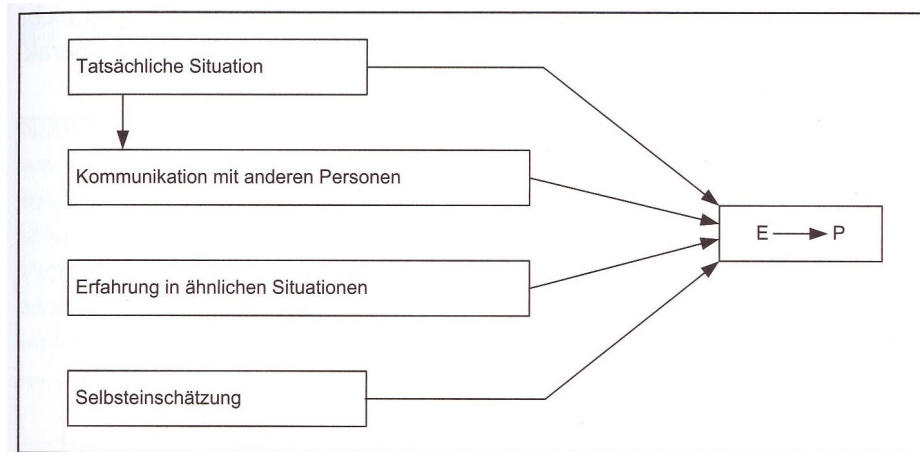 Tatsächliche Situation
Kommunikation mit anderen Personen
E → P
Erfahrung in ähnlichen Situationen
Selbsteinschätzung